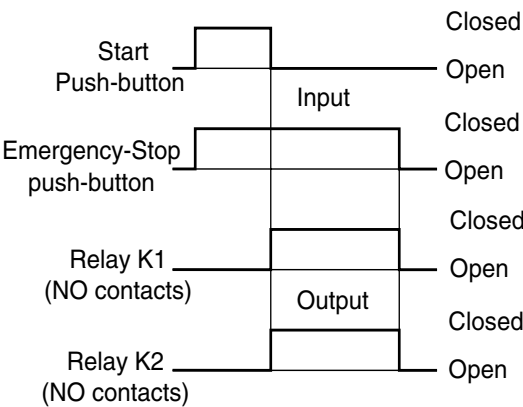 Closed
Start
Push-button
Open
Input
Closed
Emergency-Stop
push-button
Open
Closed
Relay K1
(NO contacts)
Open
Output
Closed
Relay K2
(NO contacts)
Open